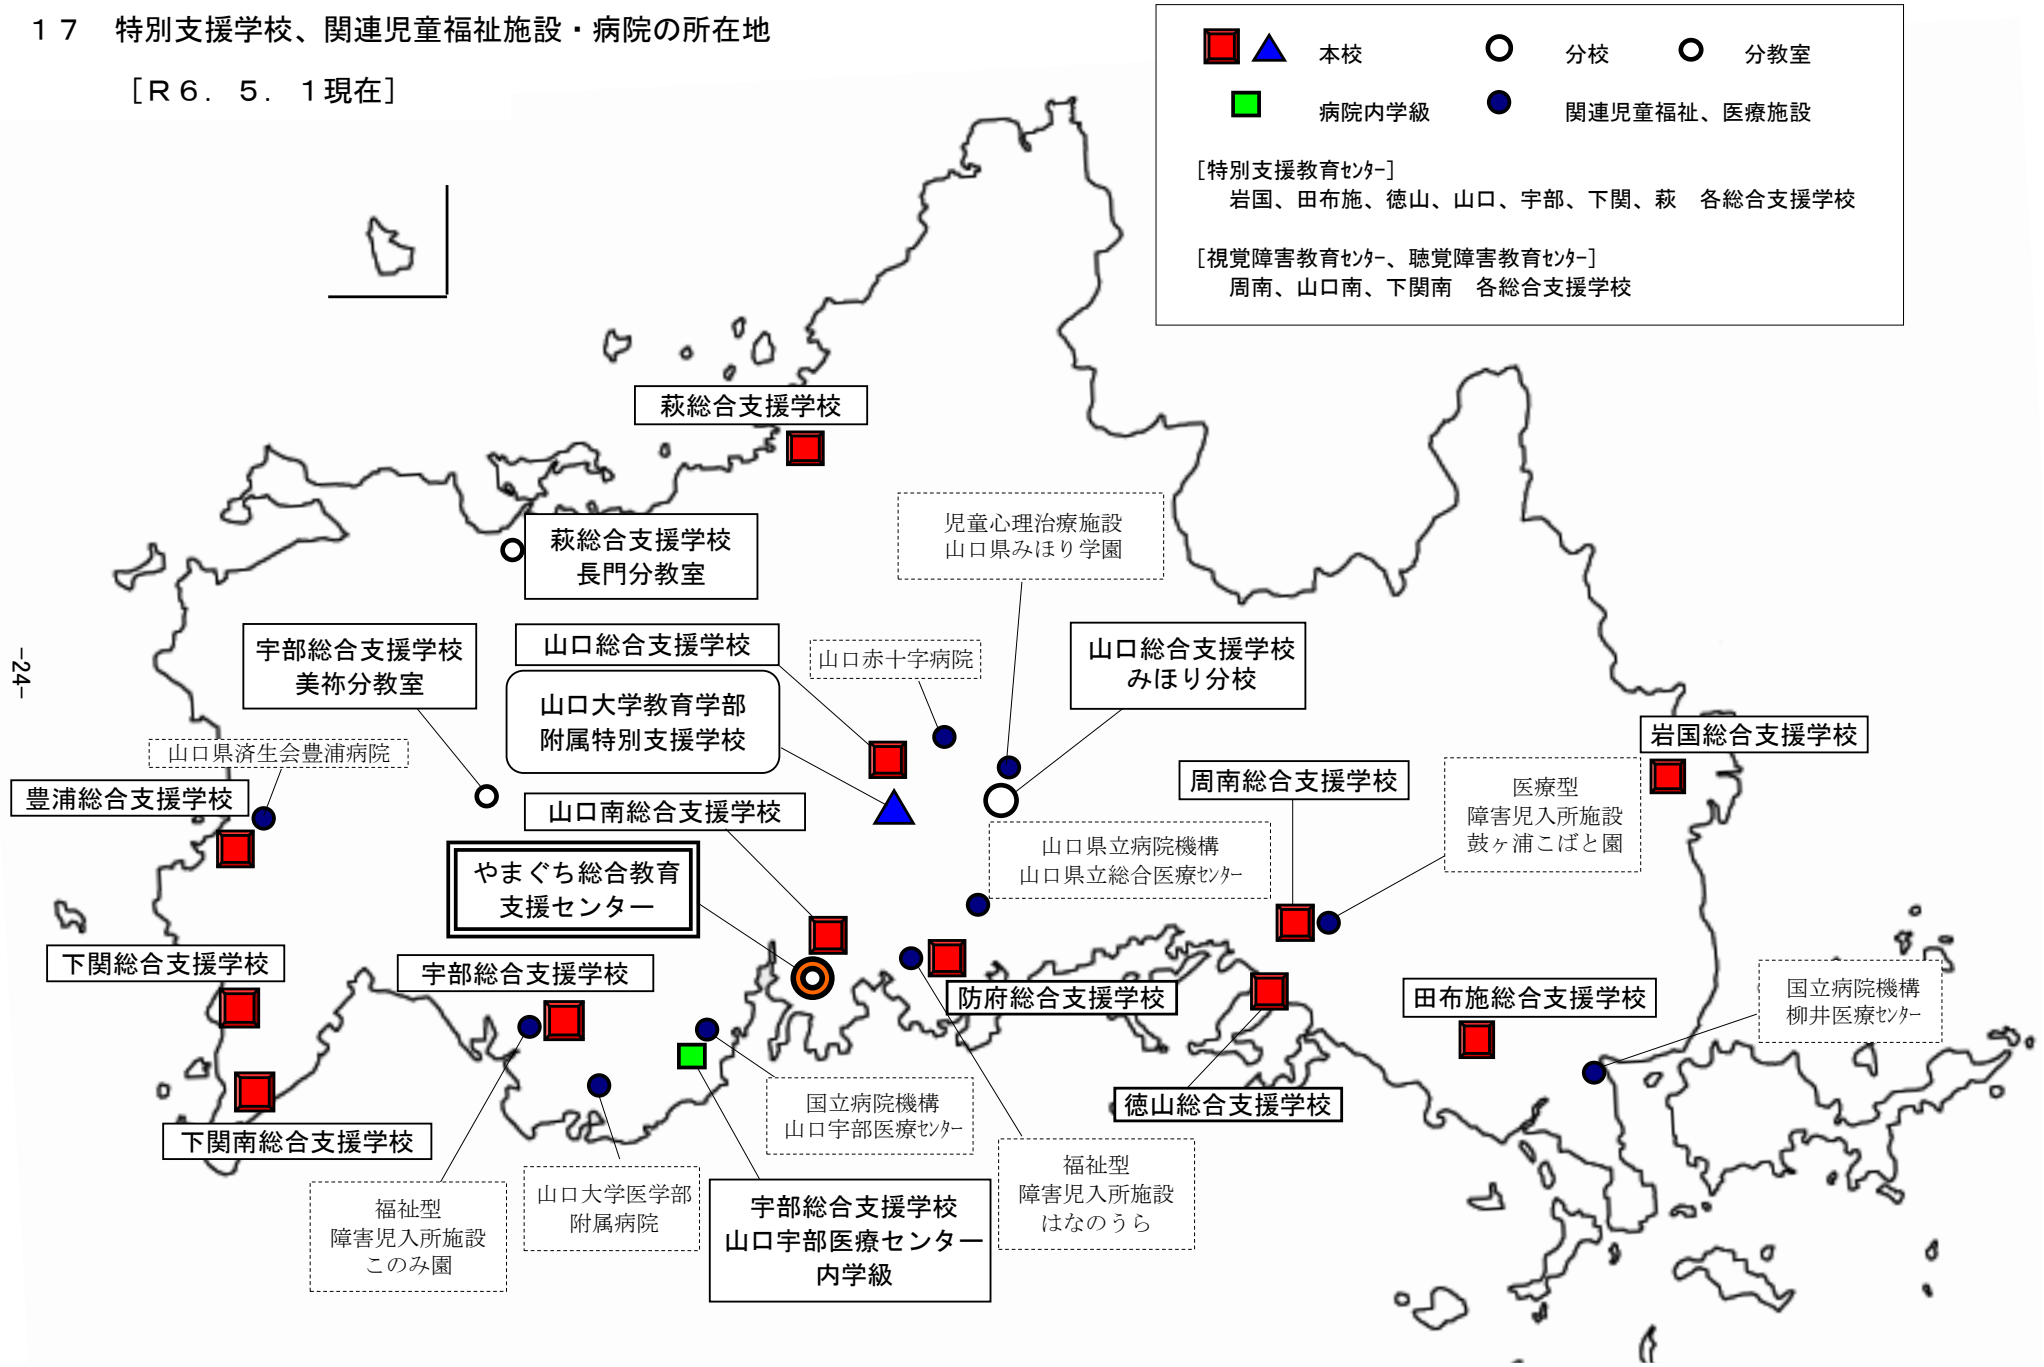 １７　特別支援学校、関連児童福祉施設・病院の所在地
［Ｒ６．５．１現在］
本校
分校
分教室
病院内学級
関連児童福祉、医療施設
［特別支援教育ｾﾝﾀｰ］
岩国、田布施、徳山、山口、宇部、下関、萩　各総合支援学校
［視覚障害教育ｾﾝﾀｰ、聴覚障害教育ｾﾝﾀｰ］
周南、山口南、下関南　各総合支援学校
萩総合支援学校
萩総合支援学校
長門分教室
児童心理治療施設
山口県みほり学園
宇部総合支援学校
美祢分教室
山口総合支援学校
山口赤十字病院
山口総合支援学校
みほり分校
山口大学教育学部
附属特別支援学校
岩国総合支援学校
山口県済生会豊浦病院
豊浦総合支援学校
山口南総合支援学校
周南総合支援学校
医療型
障害児入所施設
鼓ヶ浦こばと園
やまぐち総合教育
支援センター
山口県立病院機構
山口県立総合医療ｾﾝﾀｰ
下関総合支援学校
宇部総合支援学校
防府総合支援学校
田布施総合支援学校
国立病院機構
柳井医療ｾﾝﾀｰ
下関南総合支援学校
国立病院機構
山口宇部医療ｾﾝﾀｰ
徳山総合支援学校
福祉型
障害児入所施設
このみ園
山口大学医学部
附属病院
宇部総合支援学校
山口宇部医療センター
内学級
福祉型
障害児入所施設
はなのうら
-24-